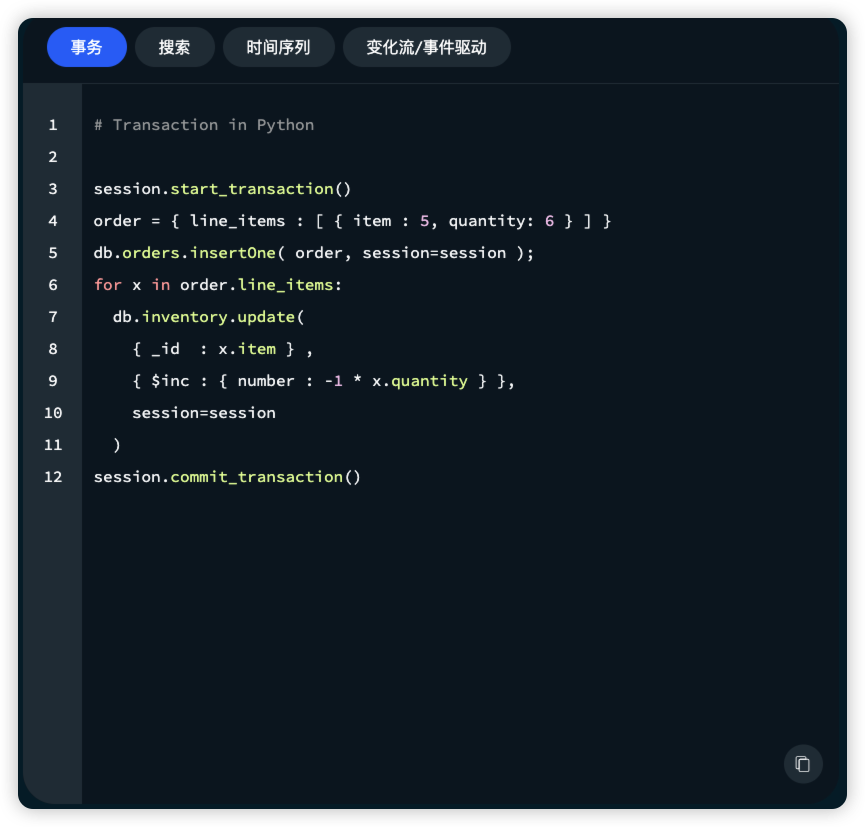 事务 搜索 时间序列 变化流/事件驱动
1 # Transaction in Python
2
3 session.start_transaction()
4 order = { line_items : [ { item : 5, quantity: 6 } ] }
5 db.orders.insertOne( order, session=session );
6 for x in order.line_items:
7   db.inventory.update(
8     { _id  : x.item } ,
9     { $inc : { number : -1 * x.quantity } },
10     session=session
11   )
12 session.commit_transaction()